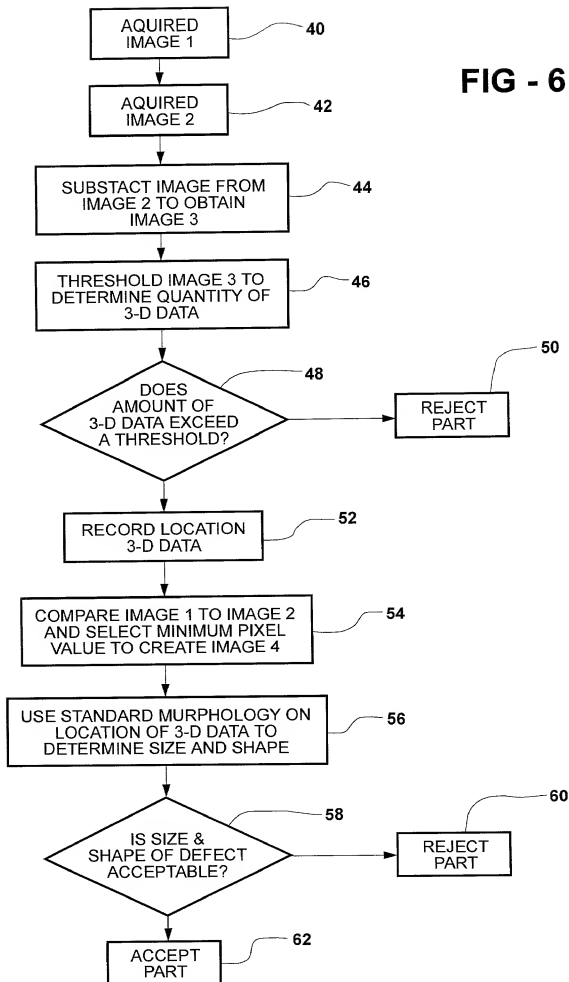 AQUIRED
IMAGE 1
40
FIG - 6
AQUIRED
IMAGE 2
42
SUBSTACT IMAGE FROM
IMAGE 2 TO OBTAIN
IMAGE 3
44
THRESHOLD IMAGE 3 TO
DETERMINE QUANTITY OF
3-D DATA
46
DOES
AMOUNT OF
3-D DATA EXCEED
A THRESHOLD?
48
REJECT
PART
50
RECORD LOCATION
3-D DATA
52
COMPARE IMAGE 1 TO IMAGE 2
AND SELECT MINIMUM PIXEL
VALUE TO CREATE IMAGE 4
54
USE STANDARD MURPHOLOGY ON
LOCATION OF 3-D DATA TO
DETERMINE SIZE AND SHAPE
56
IS SIZE &
SHAPE OF DEFECT
ACCEPTABLE?
58
REJECT
PART
60
ACCEPT
PART
62